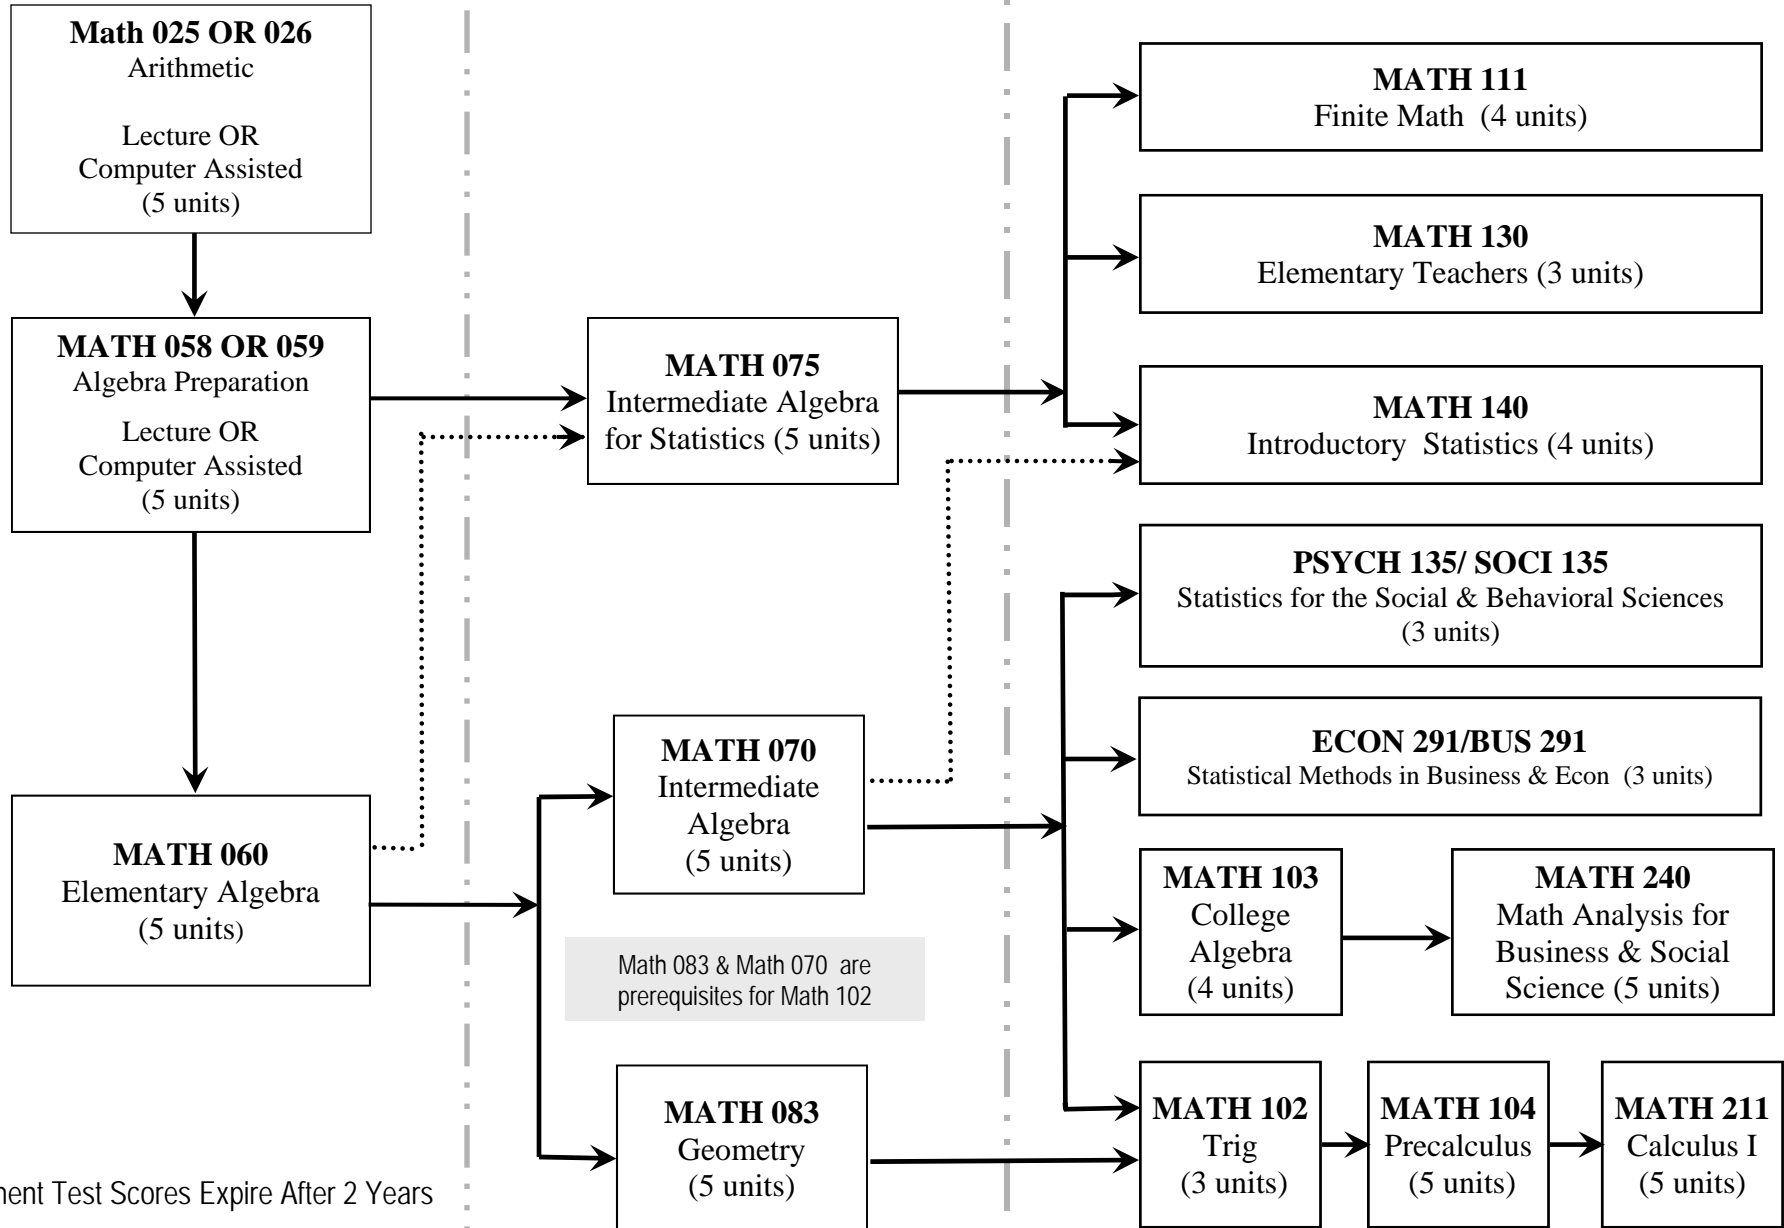 Math 025 OR 026
Arithmetic
Lecture OR
Computer Assisted
(5 units)
MATH 058 OR 059
Algebra Preparation
Lecture OR
Computer Assisted
(5 units)
MATH 060
Elementary Algebra
(5 units)
MATH 075
Intermediate Algebra
for Statistics (5 units)
MATH 070
Intermediate
Algebra
(5 units)
Math 083 & Math 070 are
prerequisites for Math 102
MATH 083
Geometry
(5 units)
MATH 111
Finite Math (4 units)
MATH 130
Elementary Teachers (3 units)
MATH 140
Introductory Statistics (4 units)
PSYCH 135/ SOCI 135
Statistics for the Social & Behavioral Sciences
(3 units)
ECON 291/BUS 291
Statistical Methods in Business & Econ (3 units)
MATH 103
College
Algebra
(4 units)
MATH 240
Math Analysis for
Business & Social
Science (5 units)
MATH 102
Trig
(3 units)
MATH 104
Precalculus
(5 units)
MATH 211
Calculus I
(5 units)
Test Scores Expire After 2 Years